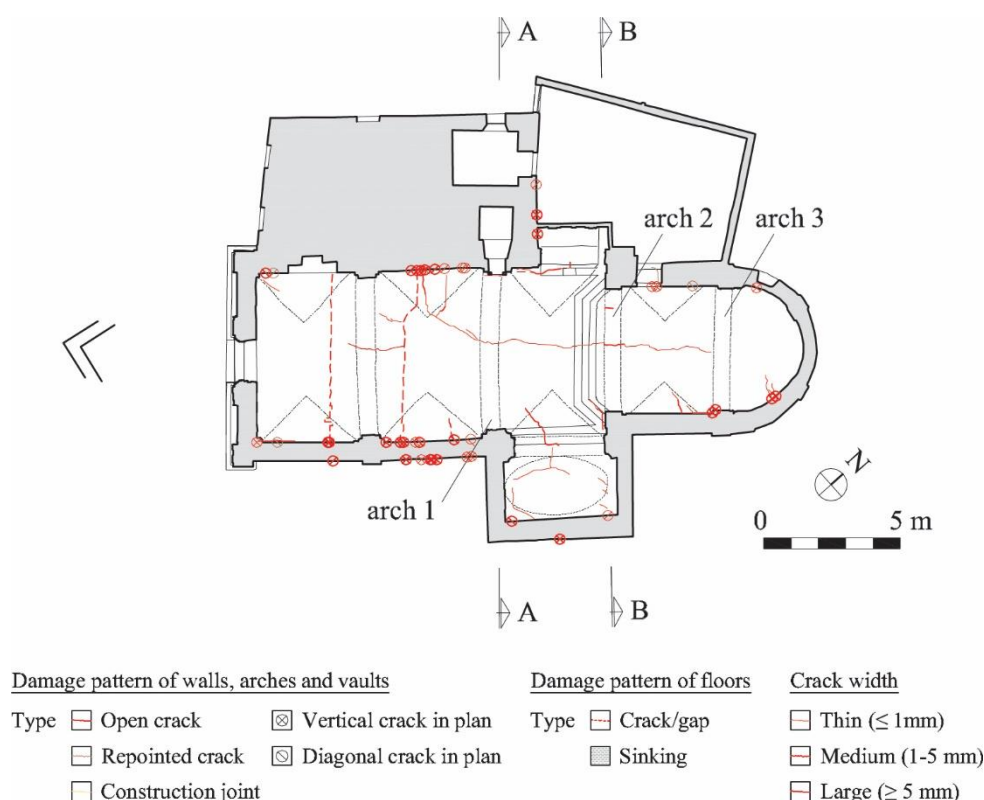 A B
arch 2 arch 3
arch 1
N
0 5 m
A B
Damage pattern of walls, arches and vaults Damage pattern of floors Crack width
Type Open crack Vertical crack in plan Type Crack/gap Thin (≤ 1mm)
Repointed crack Diagonal crack in plan Sinking Medium (1-5 mm)
Construction joint Large (≥ 5 mm)